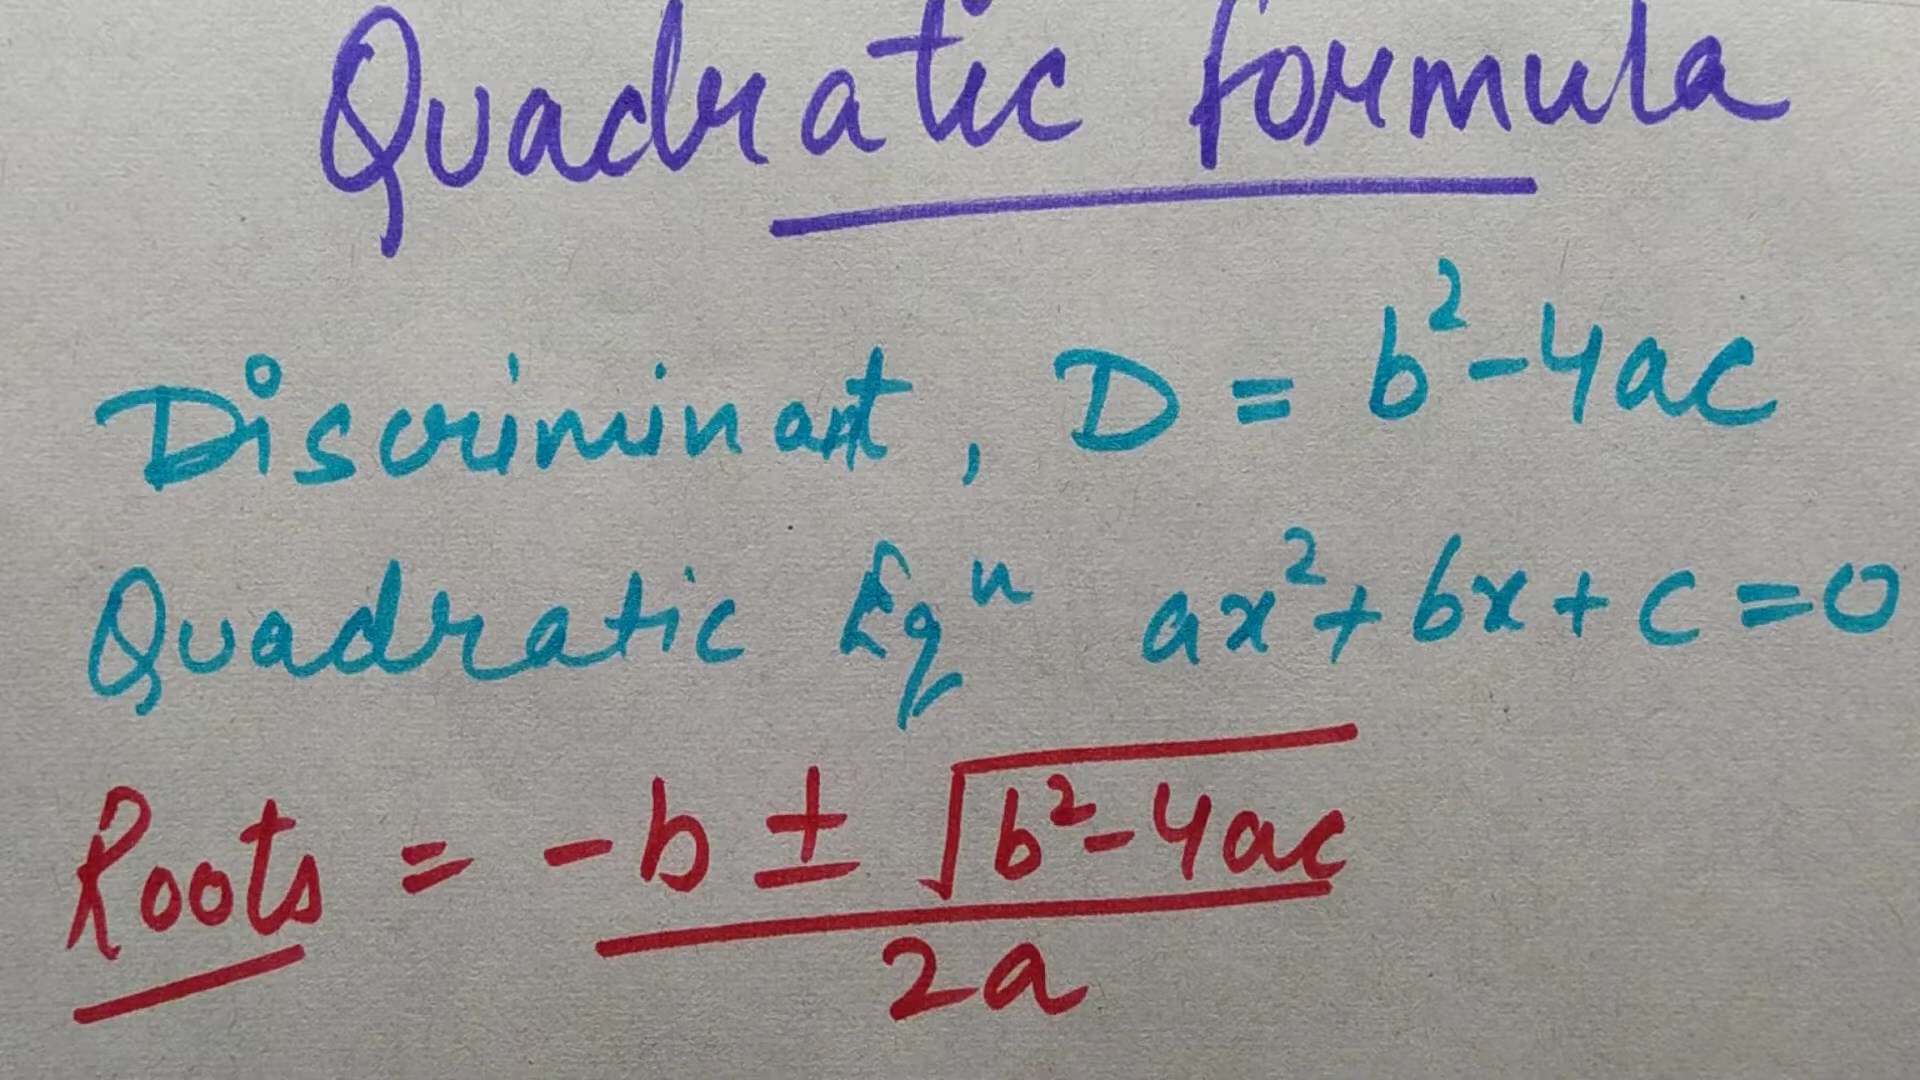 Quadratic formula
Discriminant, D = b²-4ac
Quadratic Eqⁿ ax²+bx+c=0
Roots = -b ± √b²-4ac
2a